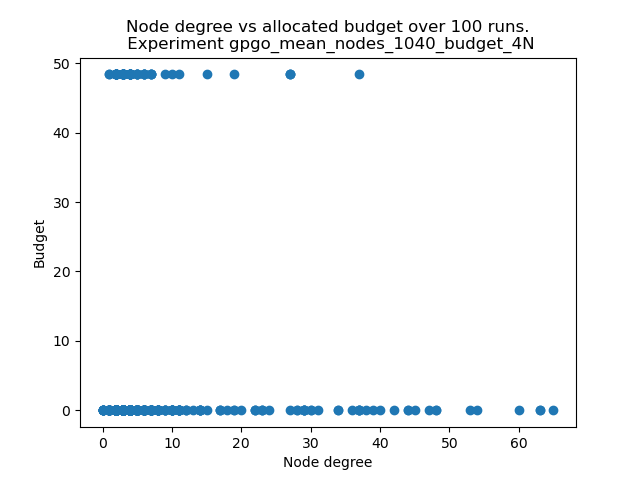 Node degree vs allocated budget over 100 runs.
Experiment gpgo_mean_nodes_1040_budget_4N
50
40
30
20
10
0
Budget
0 10 20 30 40 50 60
Node degree